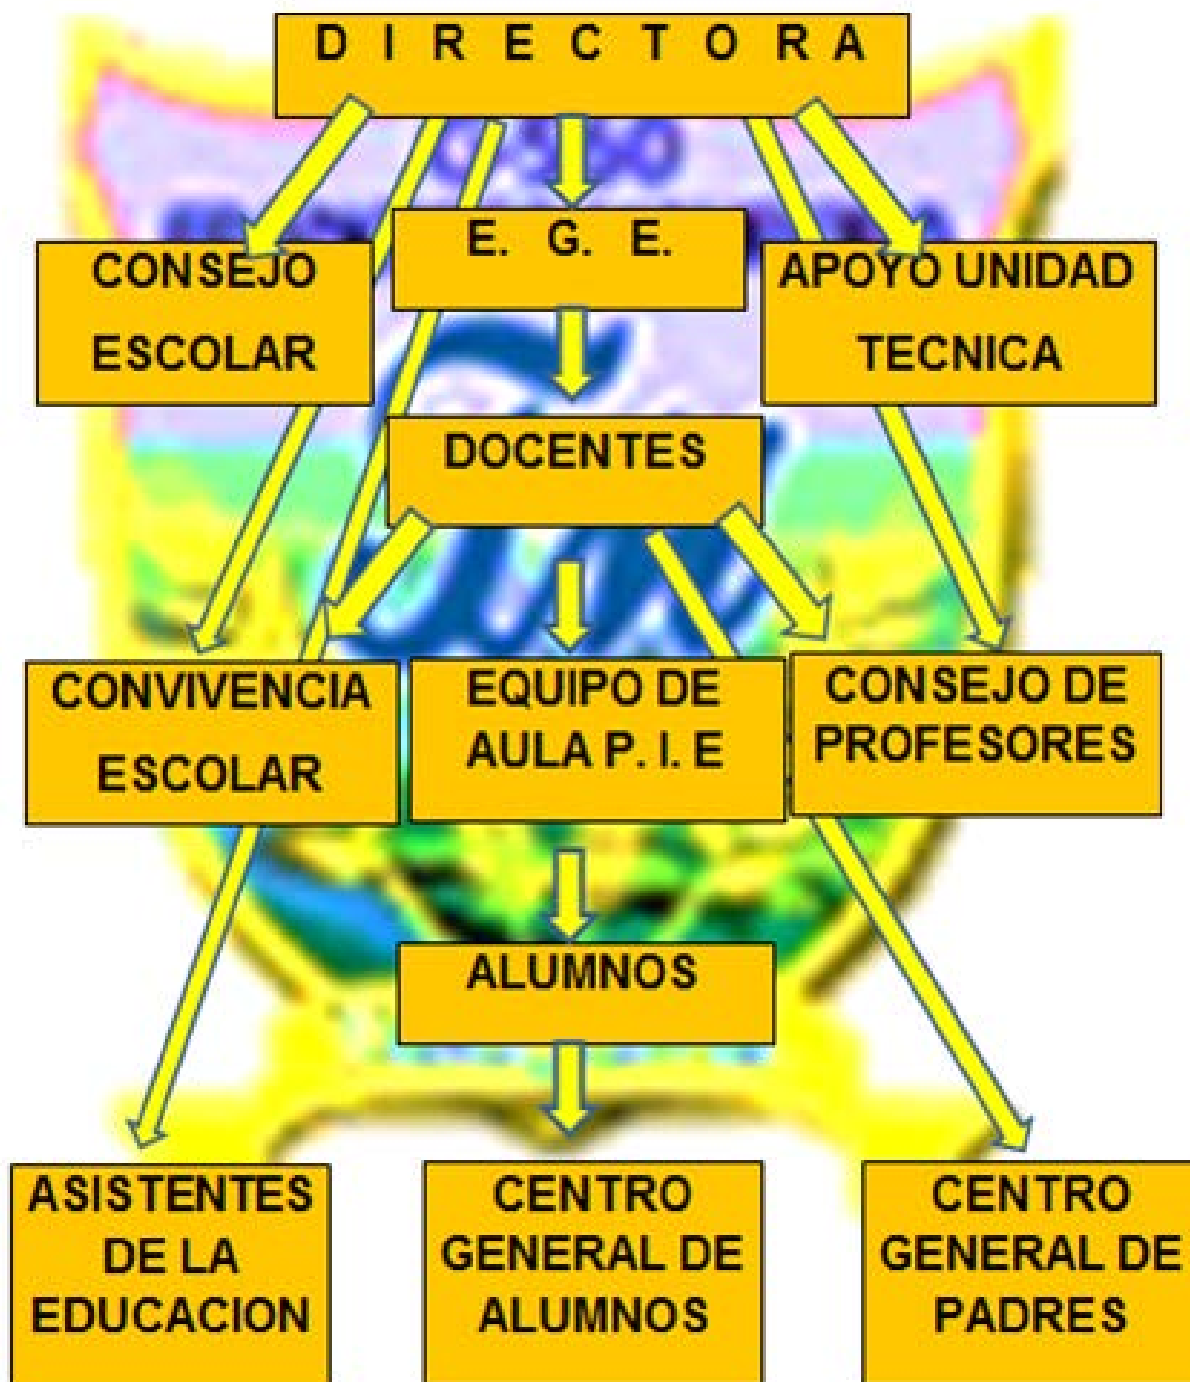 D I R E C T O R A
E. G. E.
CONSEJO
ESCOLAR
APOYO UNIDAD
TECNICA
DOCENTES
CONVIVENCIA
ESCOLAR
EQUIPO DE
AULA P. I. E
CONSEJO DE
PROFESORES
ALUMNOS
ASISTENTES
DE LA
EDUCACION
CENTRO
GENERAL DE
ALUMNOS
CENTRO
GENERAL DE
PADRES